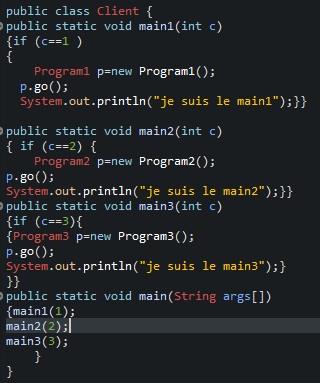 public class Client {
public static void main1(int c)
{if (c==1 )
{
Program1 p=new Program1();
p.go();
System.out.println("je suis le main1");}}
public static void main2(int c)
{ if (c==2) {
Program2 p=new Program2();
p.go();
System.out.println("je suis le main2");}}
public static void main3(int c)
{if (c==3){
{Program3 p=new Program3();
p.go();
System.out.println("je suis le main3");}
}}
public static void main(String args[])
{main1(1);
main2(2);
main3(3);
}
}